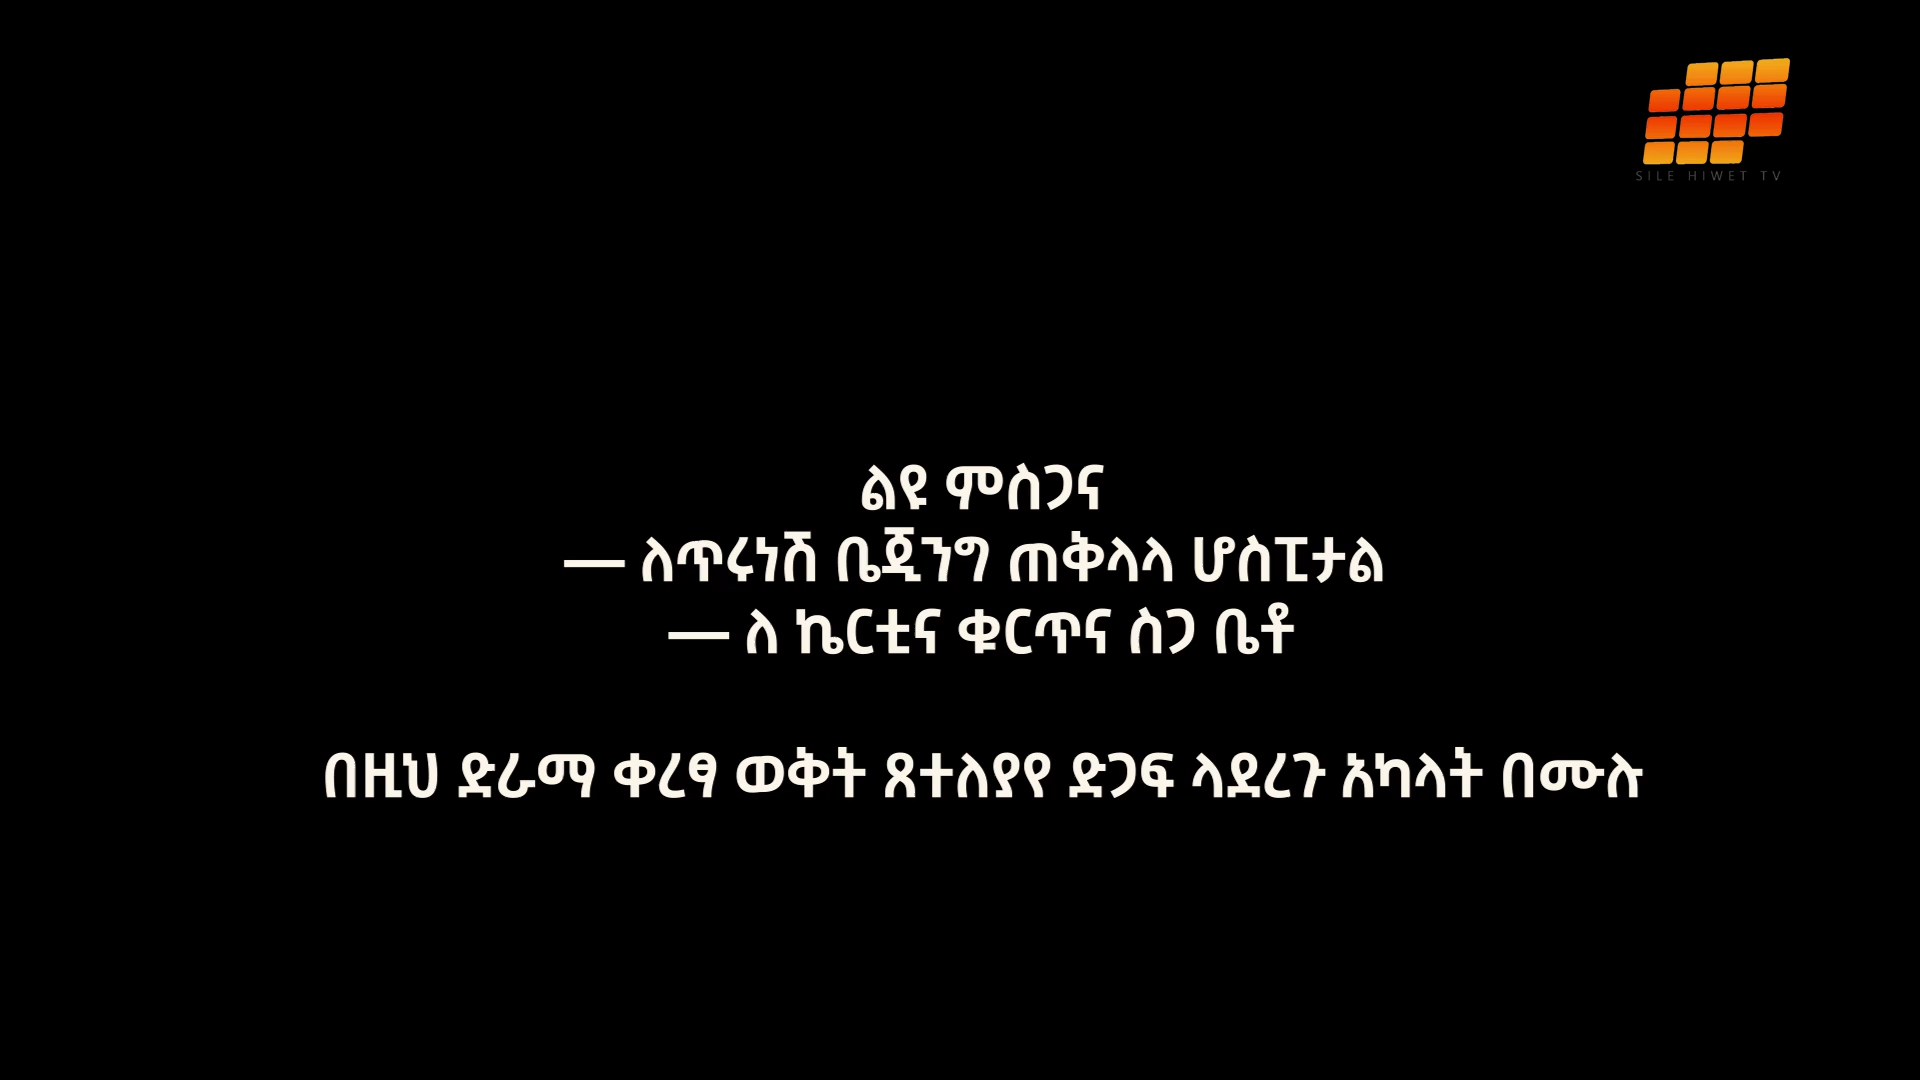 SILE HIWET TV
ልዩ ምስጋና
— ለጥሩነሽ ቤጂንግ ጠቅላላ ሆስፒታል
— ለ ኬርቲና ቁርጥና ስጋ ቤቶ
በዚህ ድራማ ቀረፃ ወቅት ጸተለያየ ድጋፍ ላደረጉ አካላት በሙሉ